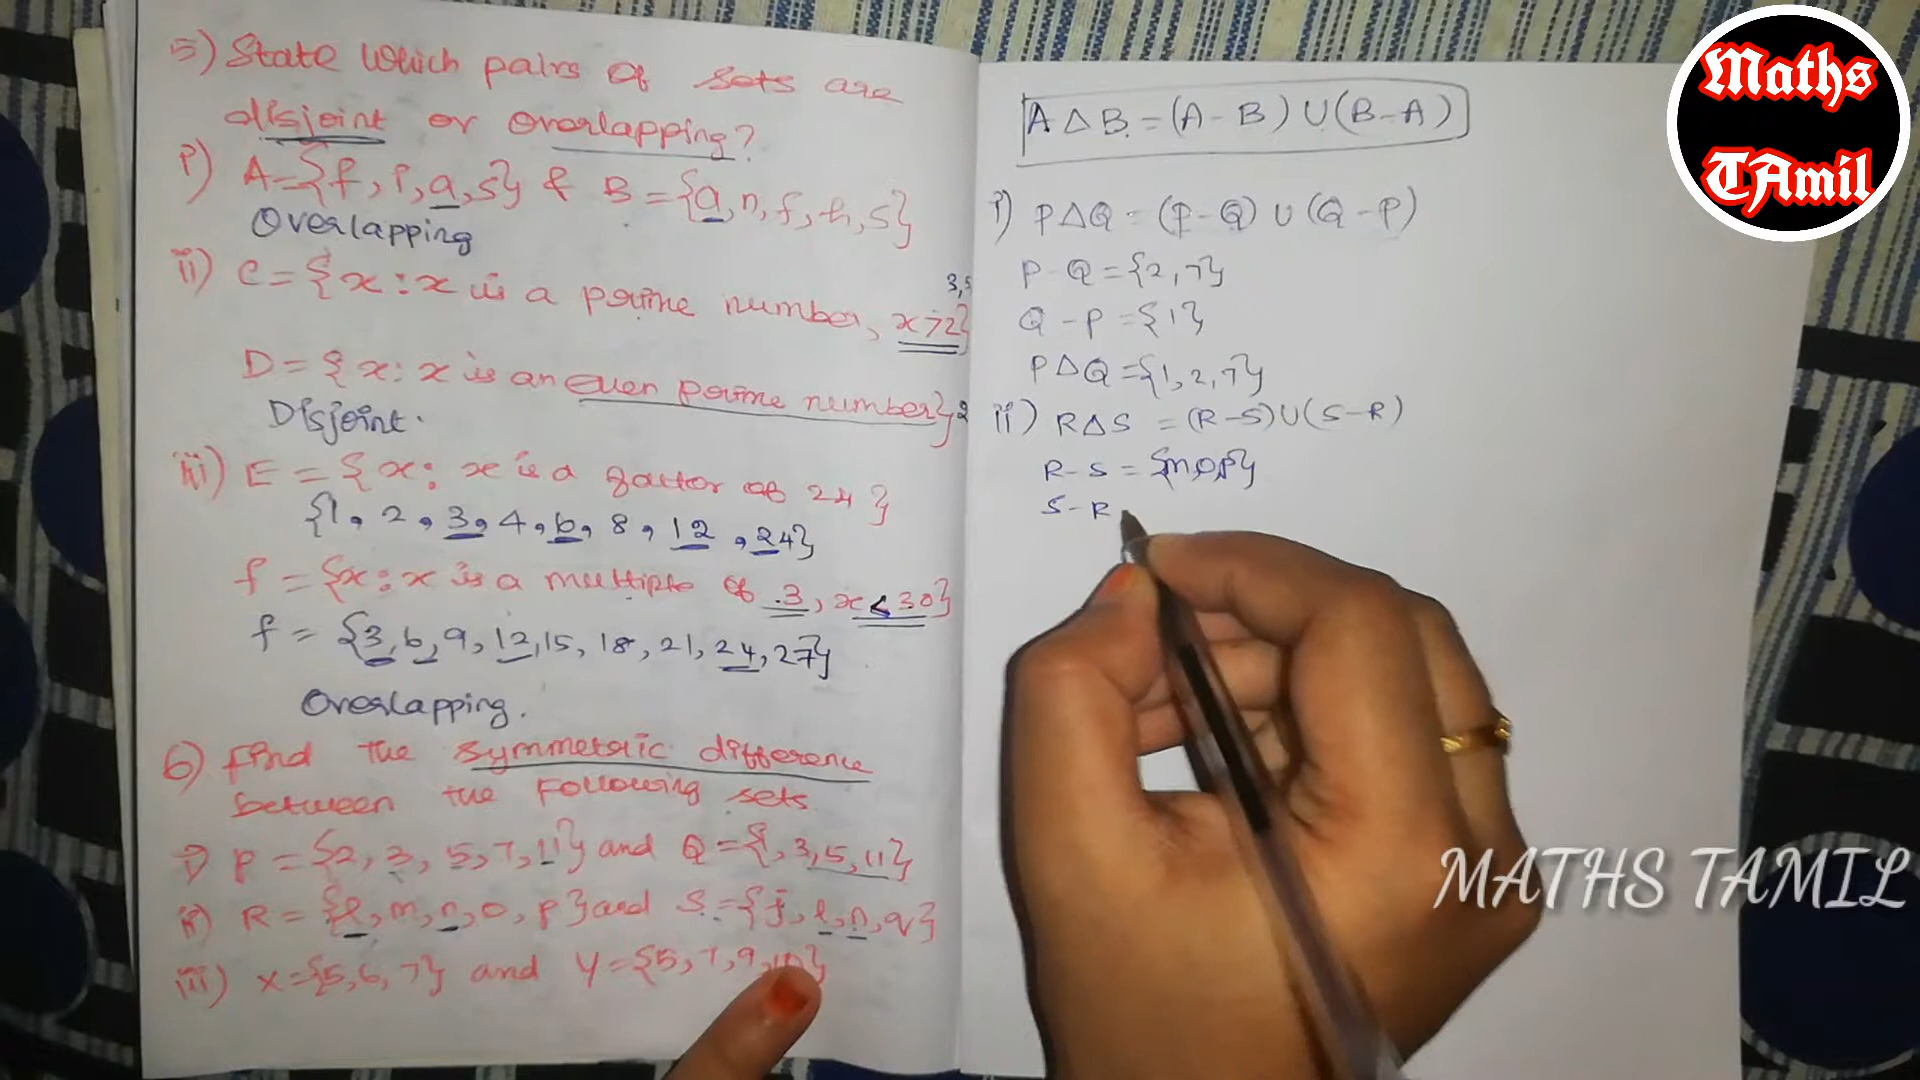 5) State Which pairs of sets are
disjoint or overlapping?
i) A={f, i, a, s} & B = {a, n, f, h, s}
Overlapping
ii) C = {x : x is a prime number, x>2} 3,5
D = {x : x is an even prime number} 2
Disjoint.
iii) E = {x : x is a factor of 24}
{1, 2, 3, 4, 6, 8, 12, 24}
f = {x : x is a multiple of 3, x < 30}
f = {3, 6, 9, 12, 15, 18, 21, 24, 27}
Overlapping.
6) Find the symmetric difference
between the following sets
i) P = {2, 3, 5, 7, 11} and Q = {1, 3, 5, 11}
ii) R = {l, m, n, o, p} and S = {j, l, n, q}
iii) X = {5, 6, 7} and Y = {5, 7, 9, 10}
A Δ B = (A - B) ∪ (B - A)
i) P Δ Q = (P - Q) ∪ (Q - P)
P - Q = {2, 7}
Q - P = {1}
P Δ Q = {1, 2, 7}
ii) R Δ S = (R - S) ∪ (S - R)
R - S = {m, o, p}
S - R
Maths
TAmil
MATHS TAMIL